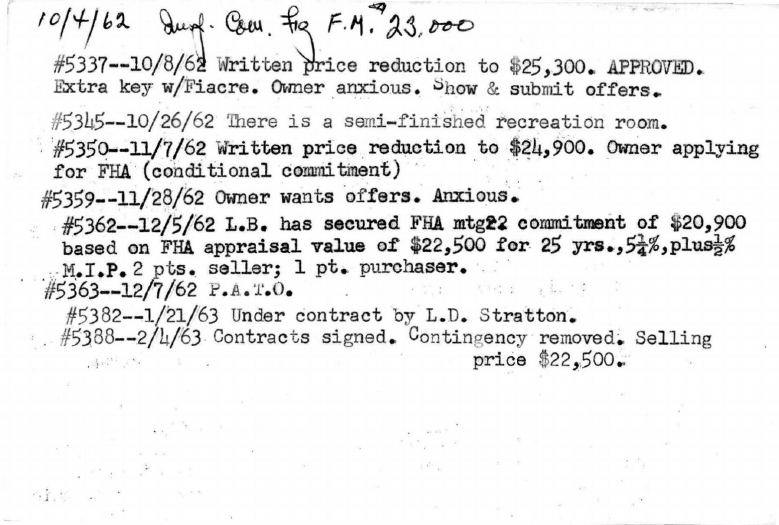 10/4/62 Com. Fig F.M. 23,000
#5337--10/8/62 Written price reduction to $25,300. APPROVED.
Extra key w/Fiacre. Owner anxious. Show & submit offers.
#5345--10/26/62 There is a semi-finished recreation room.
#5350--11/7/62 Written price reduction to $24,900. Owner applying
for FHA (conditional commitment)
#5359--11/28/62 Owner wants offers. Anxious.
#5362--12/5/62 L.B. has secured FHA mtg22 commitment of $20,900
based on FHA appraisal value of $22,500 for 25 yrs.,5¼%,plus½%
M.I.P. 2 pts. seller; 1 pt. purchaser.
#5363--12/7/62 P.A.T.O.
#5382--1/21/63 Under contract by L.D. Stratton.
#5388--2/4/63 Contracts signed. Contingency removed. Selling
price $22,500.